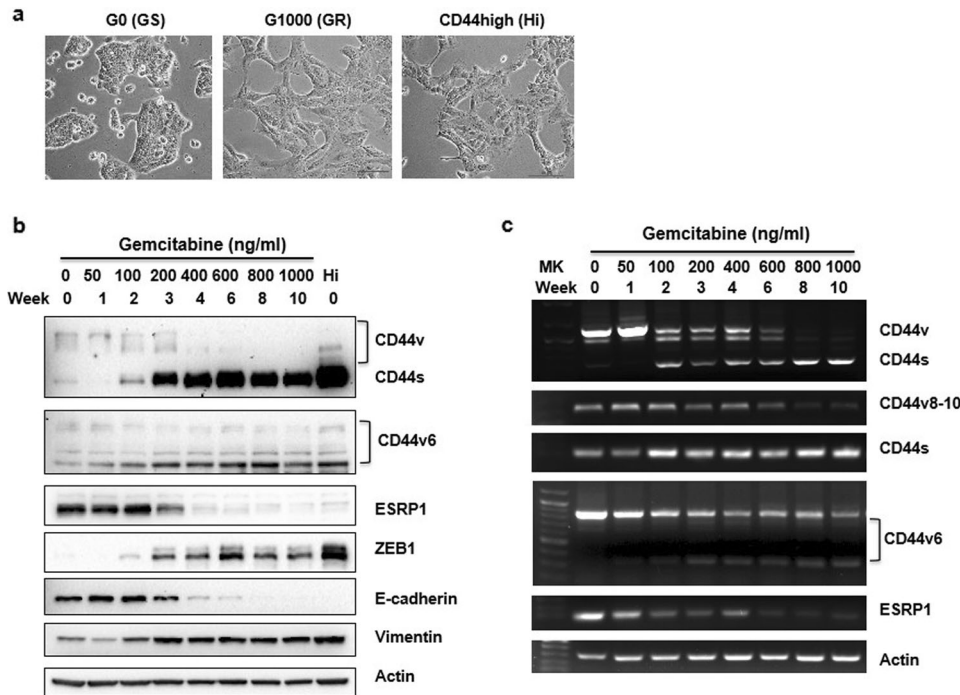 a
G0 (GS) G1000 (GR) CD44high (Hi)
b
Gemcitabine (ng/ml)
0 50 100 200 400 600 800 1000 Hi
Week 0 1 2 3 4 6 8 10 0
CD44v
CD44s
CD44v6
ESRP1
ZEB1
E-cadherin
Vimentin
Actin
c
Gemcitabine (ng/ml)
MK 0 50 100 200 400 600 800 1000
Week 0 1 2 3 4 6 8 10
CD44v
CD44s
CD44v8-10
CD44s
CD44v6
ESRP1
Actin